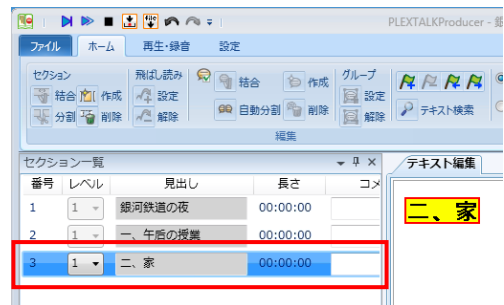 PLEXTALKProducer - 銀
ファイル ホーム 再生・録音 設定
セクション 飛ばし読み グループ
結合 作成 設定 結合 作成 設定
分割 削除 解除 自動分割 削除 解除 テキスト検索
編集
セクション一覧 テキスト編集
番号 レベル 見出し 長さ コメ
1 1 銀河鉄道の夜 00:00:00
2 1 一、午后の授業 00:00:00
3 1 二、家 00:00:00
二、家